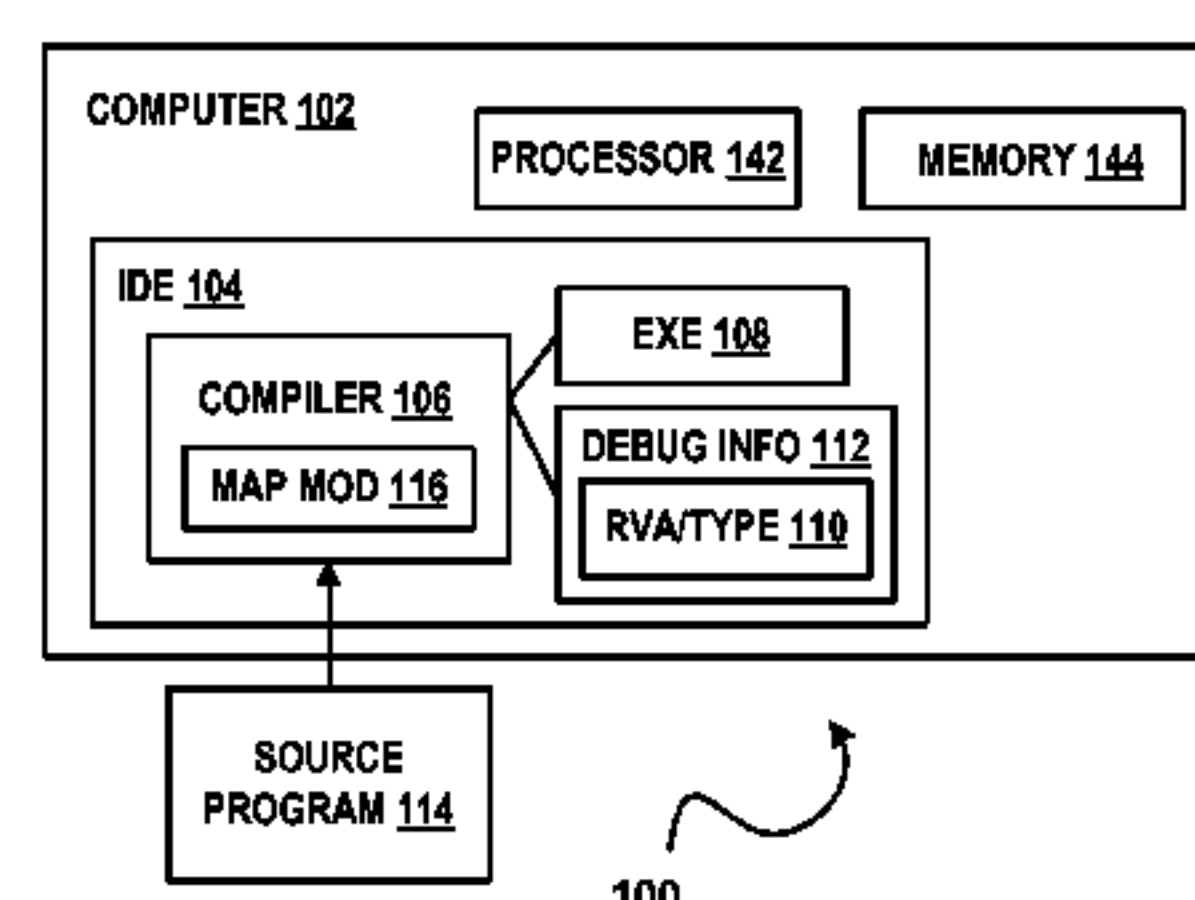 COMPUTER 102
PROCESSOR 142
MEMORY 144
IDE 104
EXE 108
COMPILER 106
DEBUG INFO 112
MAP MOD 116
RVA/TYPE 110
SOURCE
PROGRAM 114
100